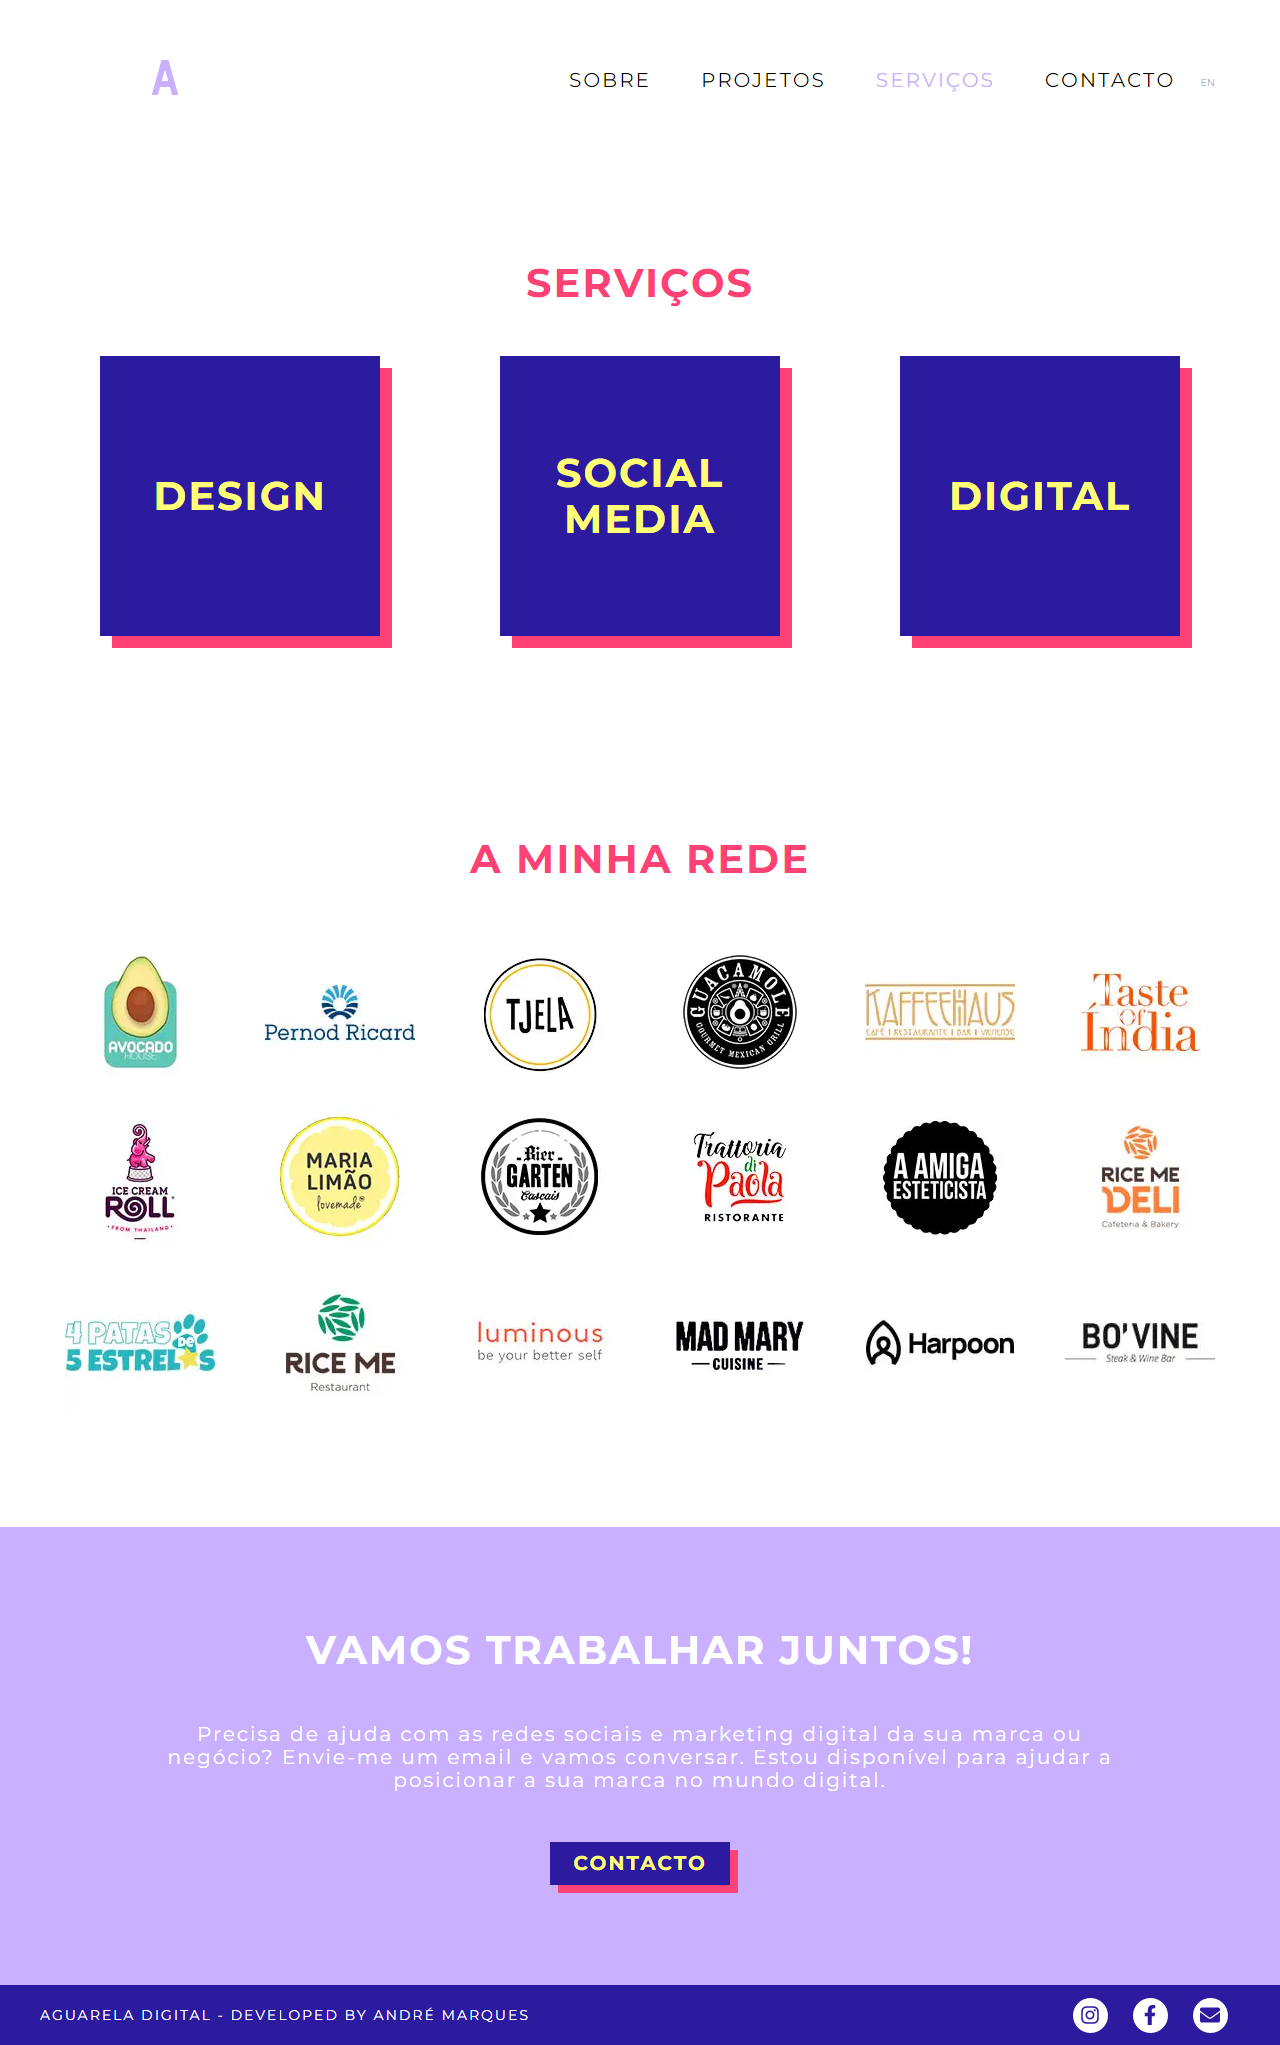 A
SOBRE PROJETOS SERVIÇOS CONTACTO EN
SERVIÇOS
DESIGN
SOCIAL
MEDIA
DIGITAL
A MINHA REDE
AVOCADO
HOUSE
Pernod Ricard
TJELA
GUACAMOLE
GOURMET MEXICAN GRILL
KAFFEEHAUS
CAFÉ | RESTAURANTE | BAR | VIENENSE
Taste
Of
Índia
ICE CREAM
ROLL
FROM THAILAND
MARIA
LIMÃO
lovemade
Bier
GARTEN
Cascais
Trattoria
di
Paola
RISTORANTE
A AMIGA
ESTETICISTA
RICE ME
DELI
Cafeteria & Bakery
4 PATAS DE
5 ESTRELAS
RICE ME
Restaurant
luminous
be your better self
MAD MARY
CUISINE
Harpoon
BO'VINE
Steak & Wine Bar
VAMOS TRABALHAR JUNTOS!
Precisa de ajuda com as redes sociais e marketing digital da sua marca ou
negócio? Envie-me um email e vamos conversar. Estou disponível para ajudar a
posicionar a sua marca no mundo digital.
CONTACTO
AGUARELA DIGITAL - DEVELOPED BY ANDRÉ MARQUES